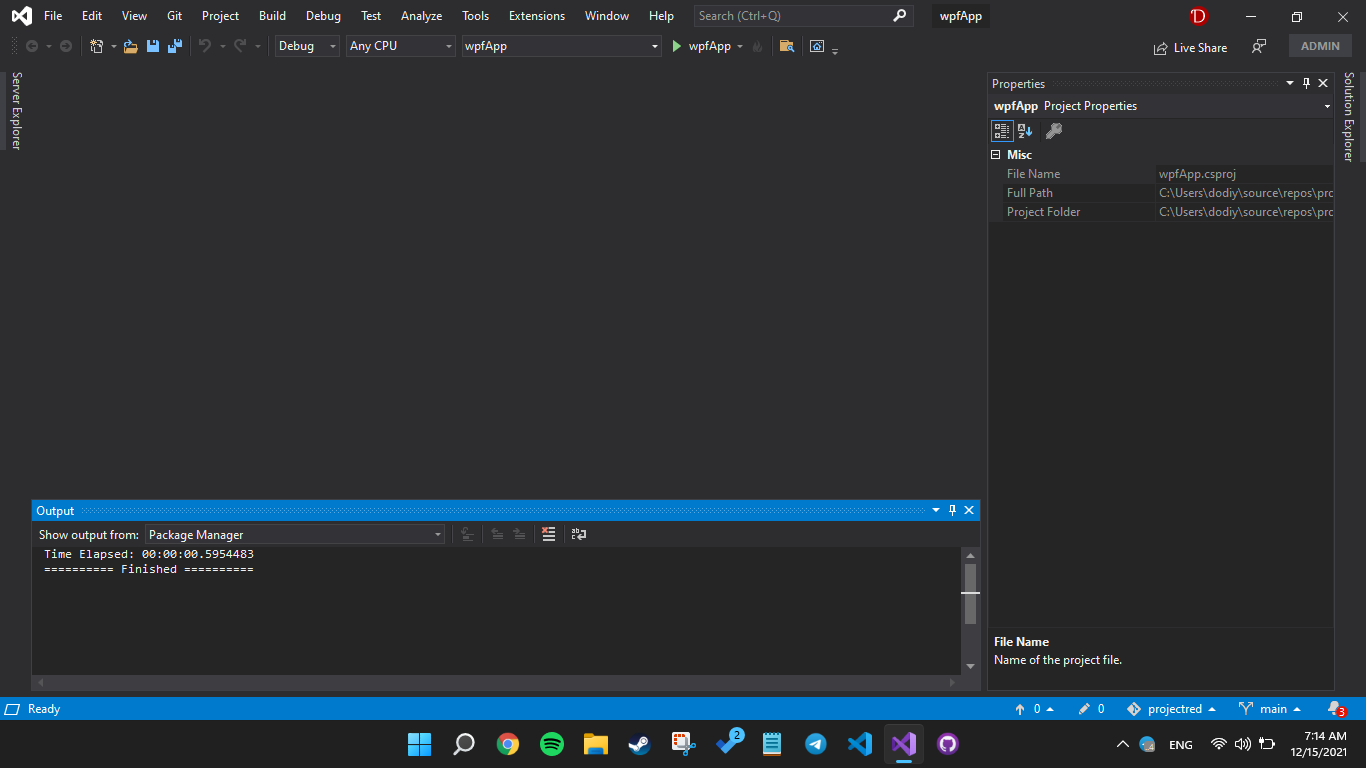 File Edit View Git Project Build Debug Test Analyze Tools Extensions Window Help Search (Ctrl+Q) wpfApp D
Debug Any CPU wpfApp wpfApp Live Share ADMIN
Server Explorer
Properties
wpfApp Project Properties
Misc
File Name wpfApp.csproj
Full Path C:\Users\dodiy\source\repos\prc
Project Folder C:\Users\dodiy\source\repos\prc
File Name
Name of the project file.
Solution Explorer
Output
Show output from: Package Manager
Time Elapsed: 00:00:00.5954483
========== Finished ==========
Ready 0 0 projectred main 3
2 ENG 7:14 AM
12/15/2021